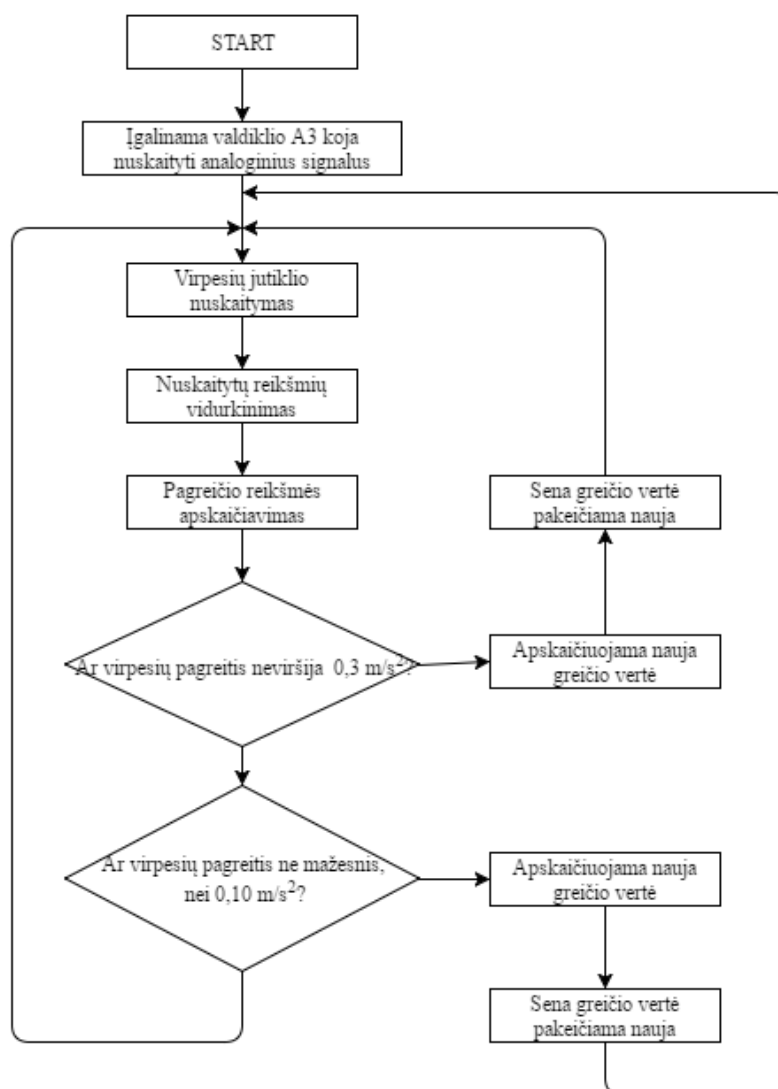 START
Įgalinama valdiklio A3 koja
nuskaityti analoginius signalus
Virpesių jutiklio
nuskaitymas
Nuskaitytų reikšmių
vidurkinimas
Pagreičio reikšmės
apskaičiavimas
Sena greičio vertė
pakeičiama nauja
Ar virpesių pagreitis neviršija 0,3 m/s²?
Apskaičiuojama nauja
greičio vertė
Ar virpesių pagreitis ne mažesnis,
nei 0,10 m/s²?
Apskaičiuojama nauja
greičio vertė
Sena greičio vertė
pakeičiama nauja